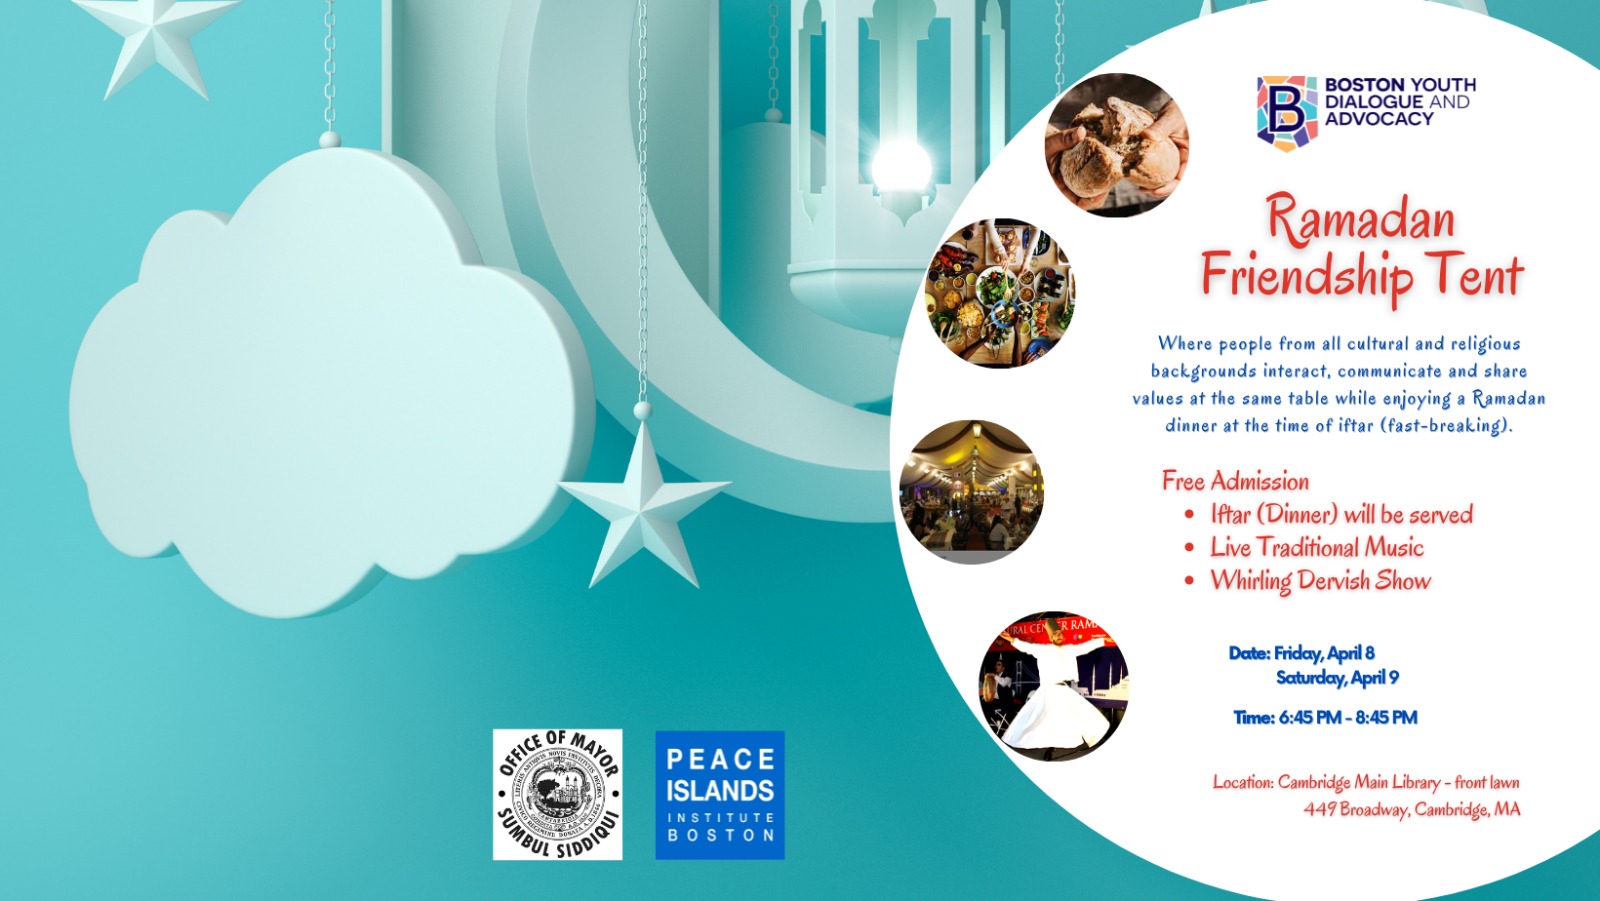 BOSTON YOUTH
DIALOGUE AND
ADVOCACY
B
Ramadan
Friendship Tent
Where people from all cultural and religious
backgrounds interact, communicate and share
values at the same table while enjoying a Ramadan
dinner at the time of iftar (fast-breaking).
Free Admission
• Iftar (Dinner) will be served
• Live Traditional Music
• Whirling Dervish Show
Date: Friday, April 8
Saturday, April 9
Time: 6:45 PM - 8:45 PM
Location: Cambridge Main Library - front lawn
449 Broadway, Cambridge, MA
OFFICE OF MAYOR
SUMBUL SIDDIQUI
PEACE
ISLANDS
INSTITUTE
BOSTON